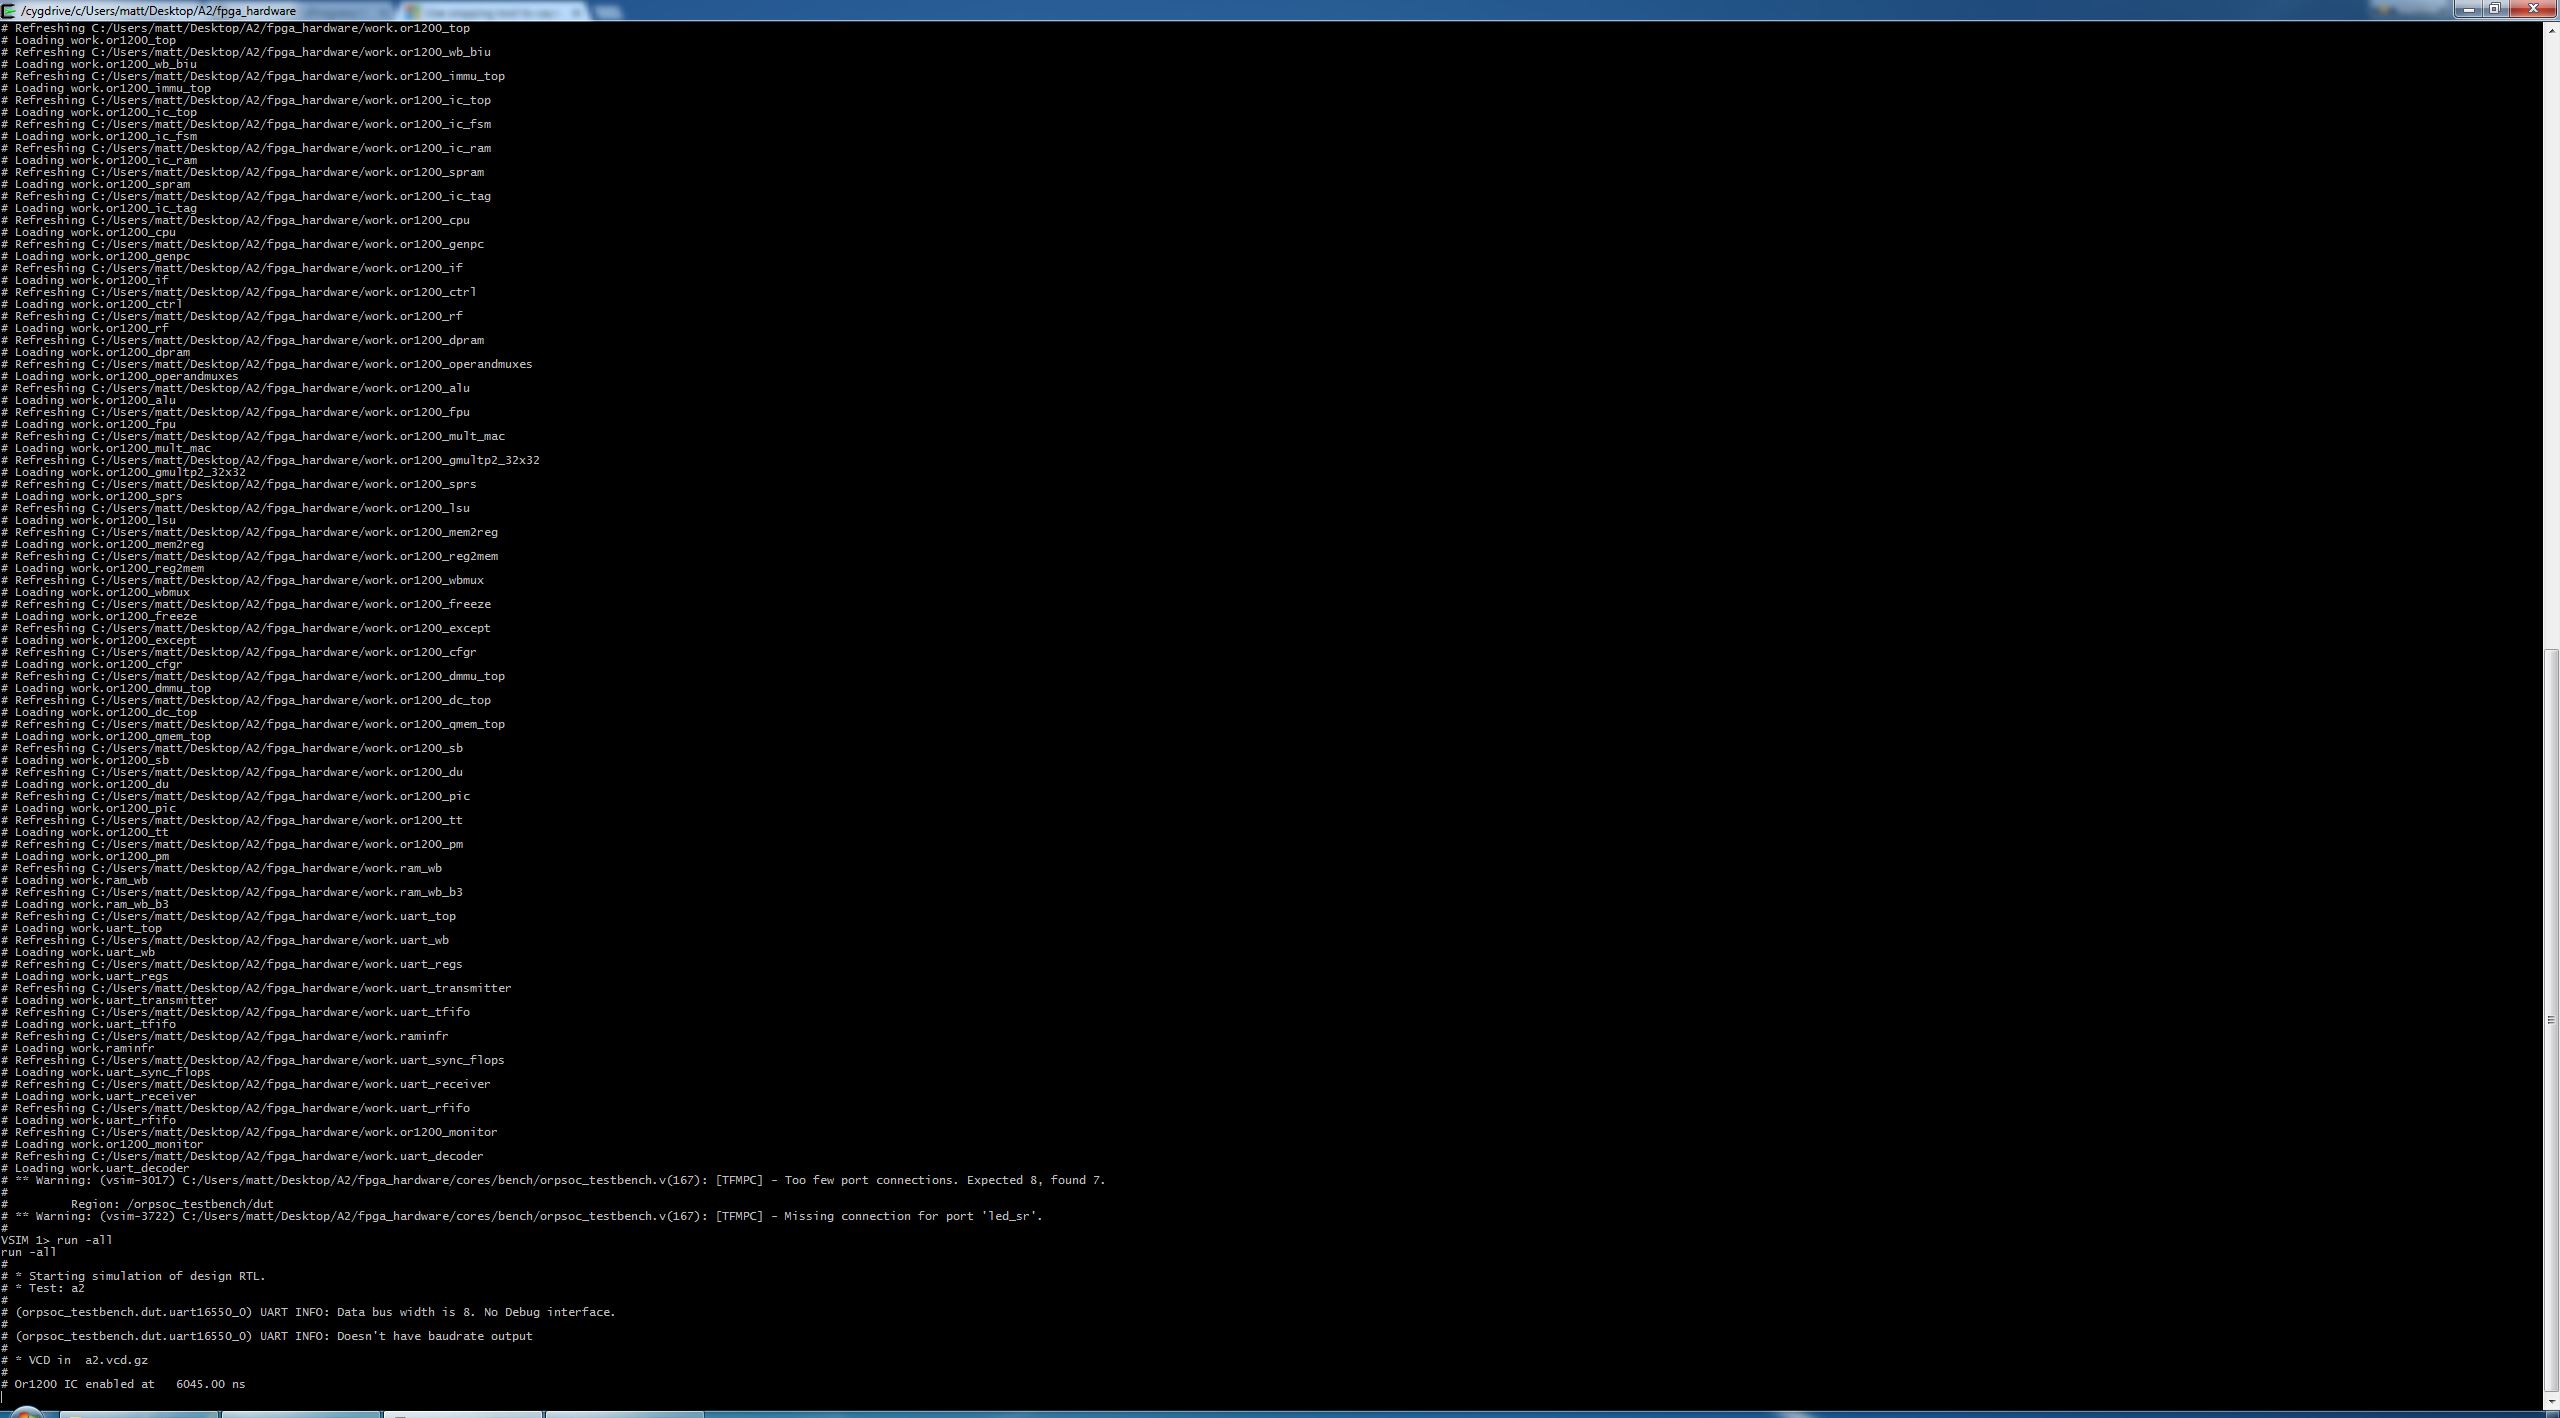 /cygdrive/c/Users/matt/Desktop/A2/fpga_hardware
# Refreshing C:/Users/matt/Desktop/A2/fpga_hardware/work.or1200_top
# Loading work.or1200_top
# Refreshing C:/Users/matt/Desktop/A2/fpga_hardware/work.or1200_wb_biu
# Loading work.or1200_wb_biu
# Refreshing C:/Users/matt/Desktop/A2/fpga_hardware/work.or1200_immu_top
# Loading work.or1200_immu_top
# Refreshing C:/Users/matt/Desktop/A2/fpga_hardware/work.or1200_ic_top
# Loading work.or1200_ic_top
# Refreshing C:/Users/matt/Desktop/A2/fpga_hardware/work.or1200_ic_fsm
# Loading work.or1200_ic_fsm
# Refreshing C:/Users/matt/Desktop/A2/fpga_hardware/work.or1200_ic_ram
# Loading work.or1200_ic_ram
# Refreshing C:/Users/matt/Desktop/A2/fpga_hardware/work.or1200_spram
# Loading work.or1200_spram
# Refreshing C:/Users/matt/Desktop/A2/fpga_hardware/work.or1200_ic_tag
# Loading work.or1200_ic_tag
# Refreshing C:/Users/matt/Desktop/A2/fpga_hardware/work.or1200_cpu
# Loading work.or1200_cpu
# Refreshing C:/Users/matt/Desktop/A2/fpga_hardware/work.or1200_genpc
# Loading work.or1200_genpc
# Refreshing C:/Users/matt/Desktop/A2/fpga_hardware/work.or1200_if
# Loading work.or1200_if
# Refreshing C:/Users/matt/Desktop/A2/fpga_hardware/work.or1200_ctrl
# Loading work.or1200_ctrl
# Refreshing C:/Users/matt/Desktop/A2/fpga_hardware/work.or1200_rf
# Loading work.or1200_rf
# Refreshing C:/Users/matt/Desktop/A2/fpga_hardware/work.or1200_dpram
# Loading work.or1200_dpram
# Refreshing C:/Users/matt/Desktop/A2/fpga_hardware/work.or1200_operandmuxes
# Loading work.or1200_operandmuxes
# Refreshing C:/Users/matt/Desktop/A2/fpga_hardware/work.or1200_alu
# Loading work.or1200_alu
# Refreshing C:/Users/matt/Desktop/A2/fpga_hardware/work.or1200_fpu
# Loading work.or1200_fpu
# Refreshing C:/Users/matt/Desktop/A2/fpga_hardware/work.or1200_mult_mac
# Loading work.or1200_mult_mac
# Refreshing C:/Users/matt/Desktop/A2/fpga_hardware/work.or1200_gmultp2_32x32
# Loading work.or1200_gmultp2_32x32
# Refreshing C:/Users/matt/Desktop/A2/fpga_hardware/work.or1200_sprs
# Loading work.or1200_sprs
# Refreshing C:/Users/matt/Desktop/A2/fpga_hardware/work.or1200_lsu
# Loading work.or1200_lsu
# Refreshing C:/Users/matt/Desktop/A2/fpga_hardware/work.or1200_mem2reg
# Loading work.or1200_mem2reg
# Refreshing C:/Users/matt/Desktop/A2/fpga_hardware/work.or1200_reg2mem
# Loading work.or1200_reg2mem
# Refreshing C:/Users/matt/Desktop/A2/fpga_hardware/work.or1200_wbmux
# Loading work.or1200_wbmux
# Refreshing C:/Users/matt/Desktop/A2/fpga_hardware/work.or1200_freeze
# Loading work.or1200_freeze
# Refreshing C:/Users/matt/Desktop/A2/fpga_hardware/work.or1200_except
# Loading work.or1200_except
# Refreshing C:/Users/matt/Desktop/A2/fpga_hardware/work.or1200_cfgr
# Loading work.or1200_cfgr
# Refreshing C:/Users/matt/Desktop/A2/fpga_hardware/work.or1200_dmmu_top
# Loading work.or1200_dmmu_top
# Refreshing C:/Users/matt/Desktop/A2/fpga_hardware/work.or1200_dc_top
# Loading work.or1200_dc_top
# Refreshing C:/Users/matt/Desktop/A2/fpga_hardware/work.or1200_qmem_top
# Loading work.or1200_qmem_top
# Refreshing C:/Users/matt/Desktop/A2/fpga_hardware/work.or1200_sb
# Loading work.or1200_sb
# Refreshing C:/Users/matt/Desktop/A2/fpga_hardware/work.or1200_du
# Loading work.or1200_du
# Refreshing C:/Users/matt/Desktop/A2/fpga_hardware/work.or1200_pic
# Loading work.or1200_pic
# Refreshing C:/Users/matt/Desktop/A2/fpga_hardware/work.or1200_tt
# Loading work.or1200_tt
# Refreshing C:/Users/matt/Desktop/A2/fpga_hardware/work.or1200_pm
# Loading work.or1200_pm
# Refreshing C:/Users/matt/Desktop/A2/fpga_hardware/work.ram_wb
# Loading work.ram_wb
# Refreshing C:/Users/matt/Desktop/A2/fpga_hardware/work.ram_wb_b3
# Loading work.ram_wb_b3
# Refreshing C:/Users/matt/Desktop/A2/fpga_hardware/work.uart_top
# Loading work.uart_top
# Refreshing C:/Users/matt/Desktop/A2/fpga_hardware/work.uart_wb
# Loading work.uart_wb
# Refreshing C:/Users/matt/Desktop/A2/fpga_hardware/work.uart_regs
# Loading work.uart_regs
# Refreshing C:/Users/matt/Desktop/A2/fpga_hardware/work.uart_transmitter
# Loading work.uart_transmitter
# Refreshing C:/Users/matt/Desktop/A2/fpga_hardware/work.uart_tfifo
# Loading work.uart_tfifo
# Refreshing C:/Users/matt/Desktop/A2/fpga_hardware/work.raminfr
# Loading work.raminfr
# Refreshing C:/Users/matt/Desktop/A2/fpga_hardware/work.uart_sync_flops
# Loading work.uart_sync_flops
# Refreshing C:/Users/matt/Desktop/A2/fpga_hardware/work.uart_receiver
# Loading work.uart_receiver
# Refreshing C:/Users/matt/Desktop/A2/fpga_hardware/work.uart_rfifo
# Loading work.uart_rfifo
# Refreshing C:/Users/matt/Desktop/A2/fpga_hardware/work.or1200_monitor
# Loading work.or1200_monitor
# Refreshing C:/Users/matt/Desktop/A2/fpga_hardware/work.uart_decoder
# Loading work.uart_decoder
# ** Warning: (vsim-3017) C:/Users/matt/Desktop/A2/fpga_hardware/cores/bench/orpsoc_testbench.v(167): [TFMPC] - Too few port connections. Expected 8, found 7.
#
#         Region: /orpsoc_testbench/dut
# ** Warning: (vsim-3722) C:/Users/matt/Desktop/A2/fpga_hardware/cores/bench/orpsoc_testbench.v(167): [TFMPC] - Missing connection for port 'led_sr'.
#
VSIM 1> run -all
run -all
#
# * Starting simulation of design RTL.
# * Test: a2
#
# (orpsoc_testbench.dut.uart16550_0) UART INFO: Data bus width is 8. No Debug interface.
#
# (orpsoc_testbench.dut.uart16550_0) UART INFO: Doesn't have baudrate output
#
# * VCD in  a2.vcd.gz
#
# Or1200 IC enabled at   6045.00 ns